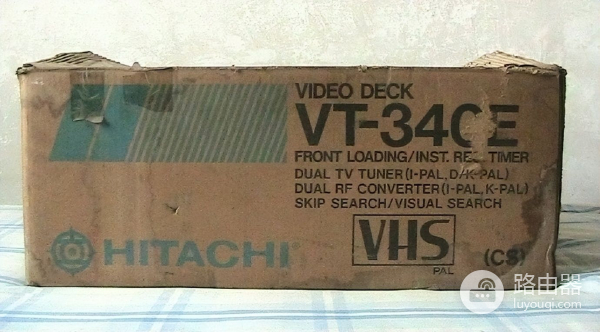 VIDEO DECK
VT-340E
FRONT LOADING/INST. REC TIMER
DUAL TV TUNER(I-PAL,D/K-PAL)
DUAL RF CONVERTER(I-PAL,K-PAL)
SKIP SEARCH/VISUAL SEARCH
HITACHI
VHS
PAL
(CS)
路由器
luyouqi.com